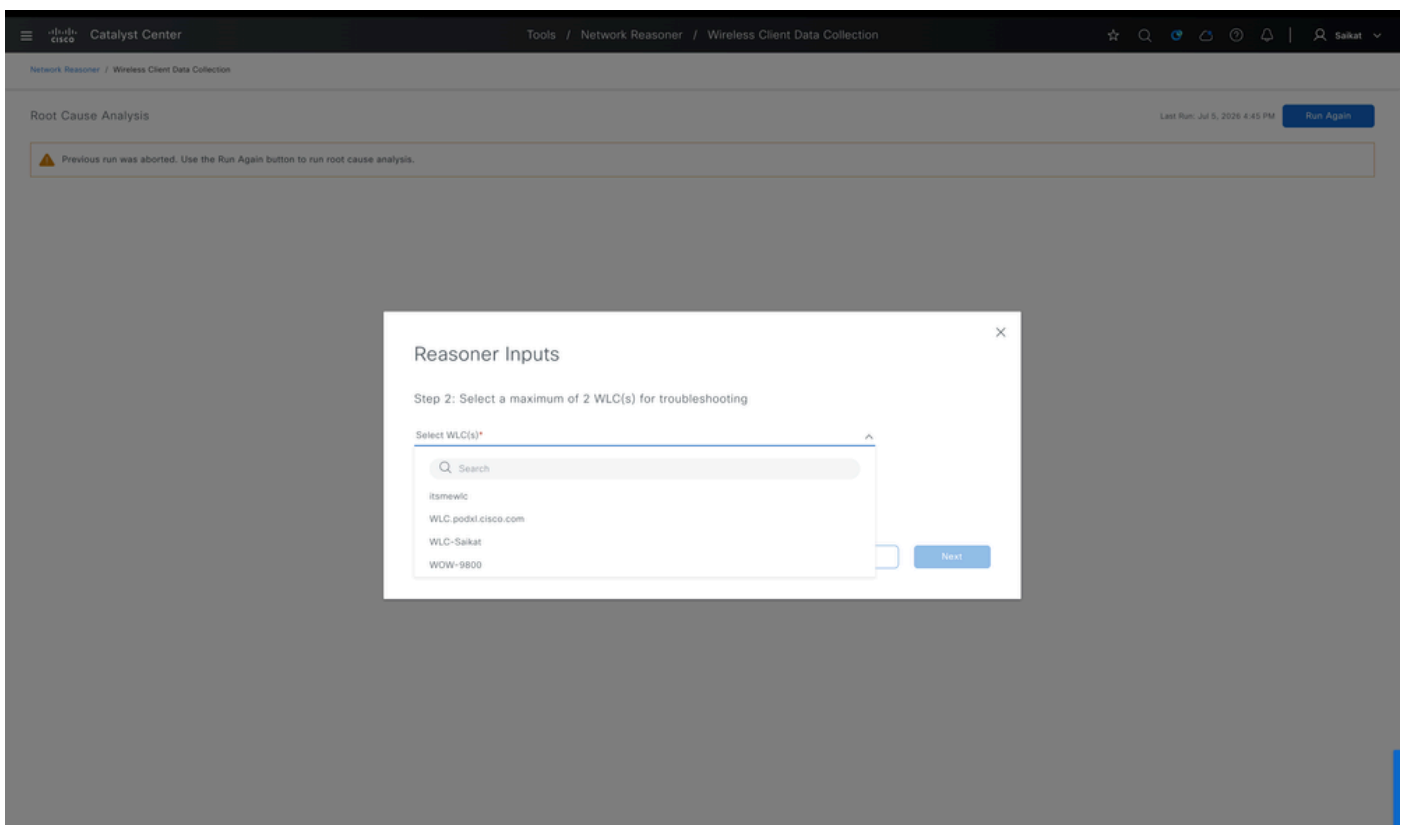 cisco Catalyst Center
Tools / Network Reasoner / Wireless Client Data Collection
Saikat
Network Reasoner / Wireless Client Data Collection
Root Cause Analysis
Last Run: Jul 5, 2026 4:45 PM
Run Again
Previous run was aborted. Use the Run Again button to run root cause analysis.
Reasoner Inputs
Step 2: Select a maximum of 2 WLC(s) for troubleshooting
Select WLC(s)*
Search
itsmewlc
WLC.podxl.cisco.com
WLC-Saikat
WOW-9800
Next